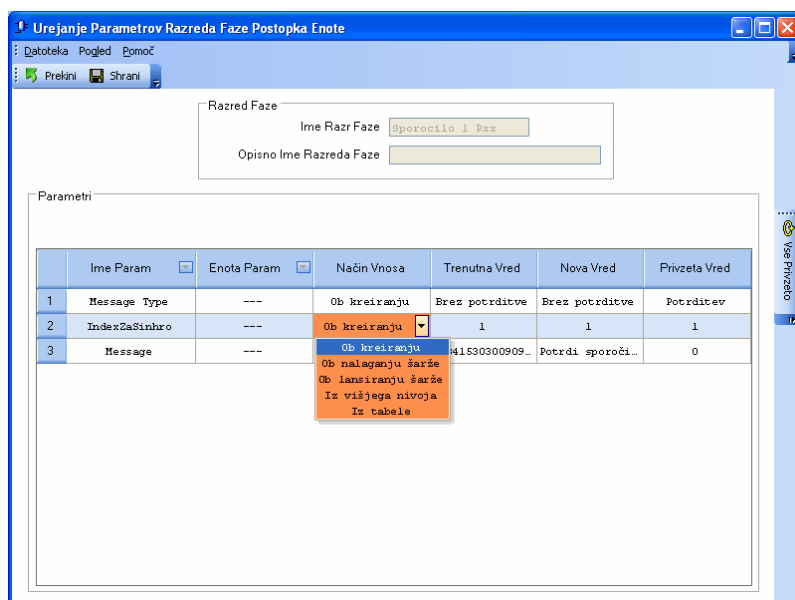 Urejanje Parametrov Razreda Faze Postopka Enote
Datoteka Pogled Pomoč
Prekini Shrani
Razred Faze
Ime Razr Faze Sporocilo 1 Rxx
Opisno Ime Razreda Faze
Parametri
Ime Param Enota Param Način Vnosa Trenutna Vred Nova Vred Privzeta Vred
1 Message Type --- Ob kreiranju Brez potrditve Brez potrditve Potrditev
2 IndexZaSinhro --- Ob kreiranju 1 1 1
3 Message --- 41530300909... Potrdi sporoči... 0
Ob kreiranju
Ob nalaganju šarže
Ob lansiranju šarže
Iz višjega nivoja
Iz tabele
Vse Privzeto